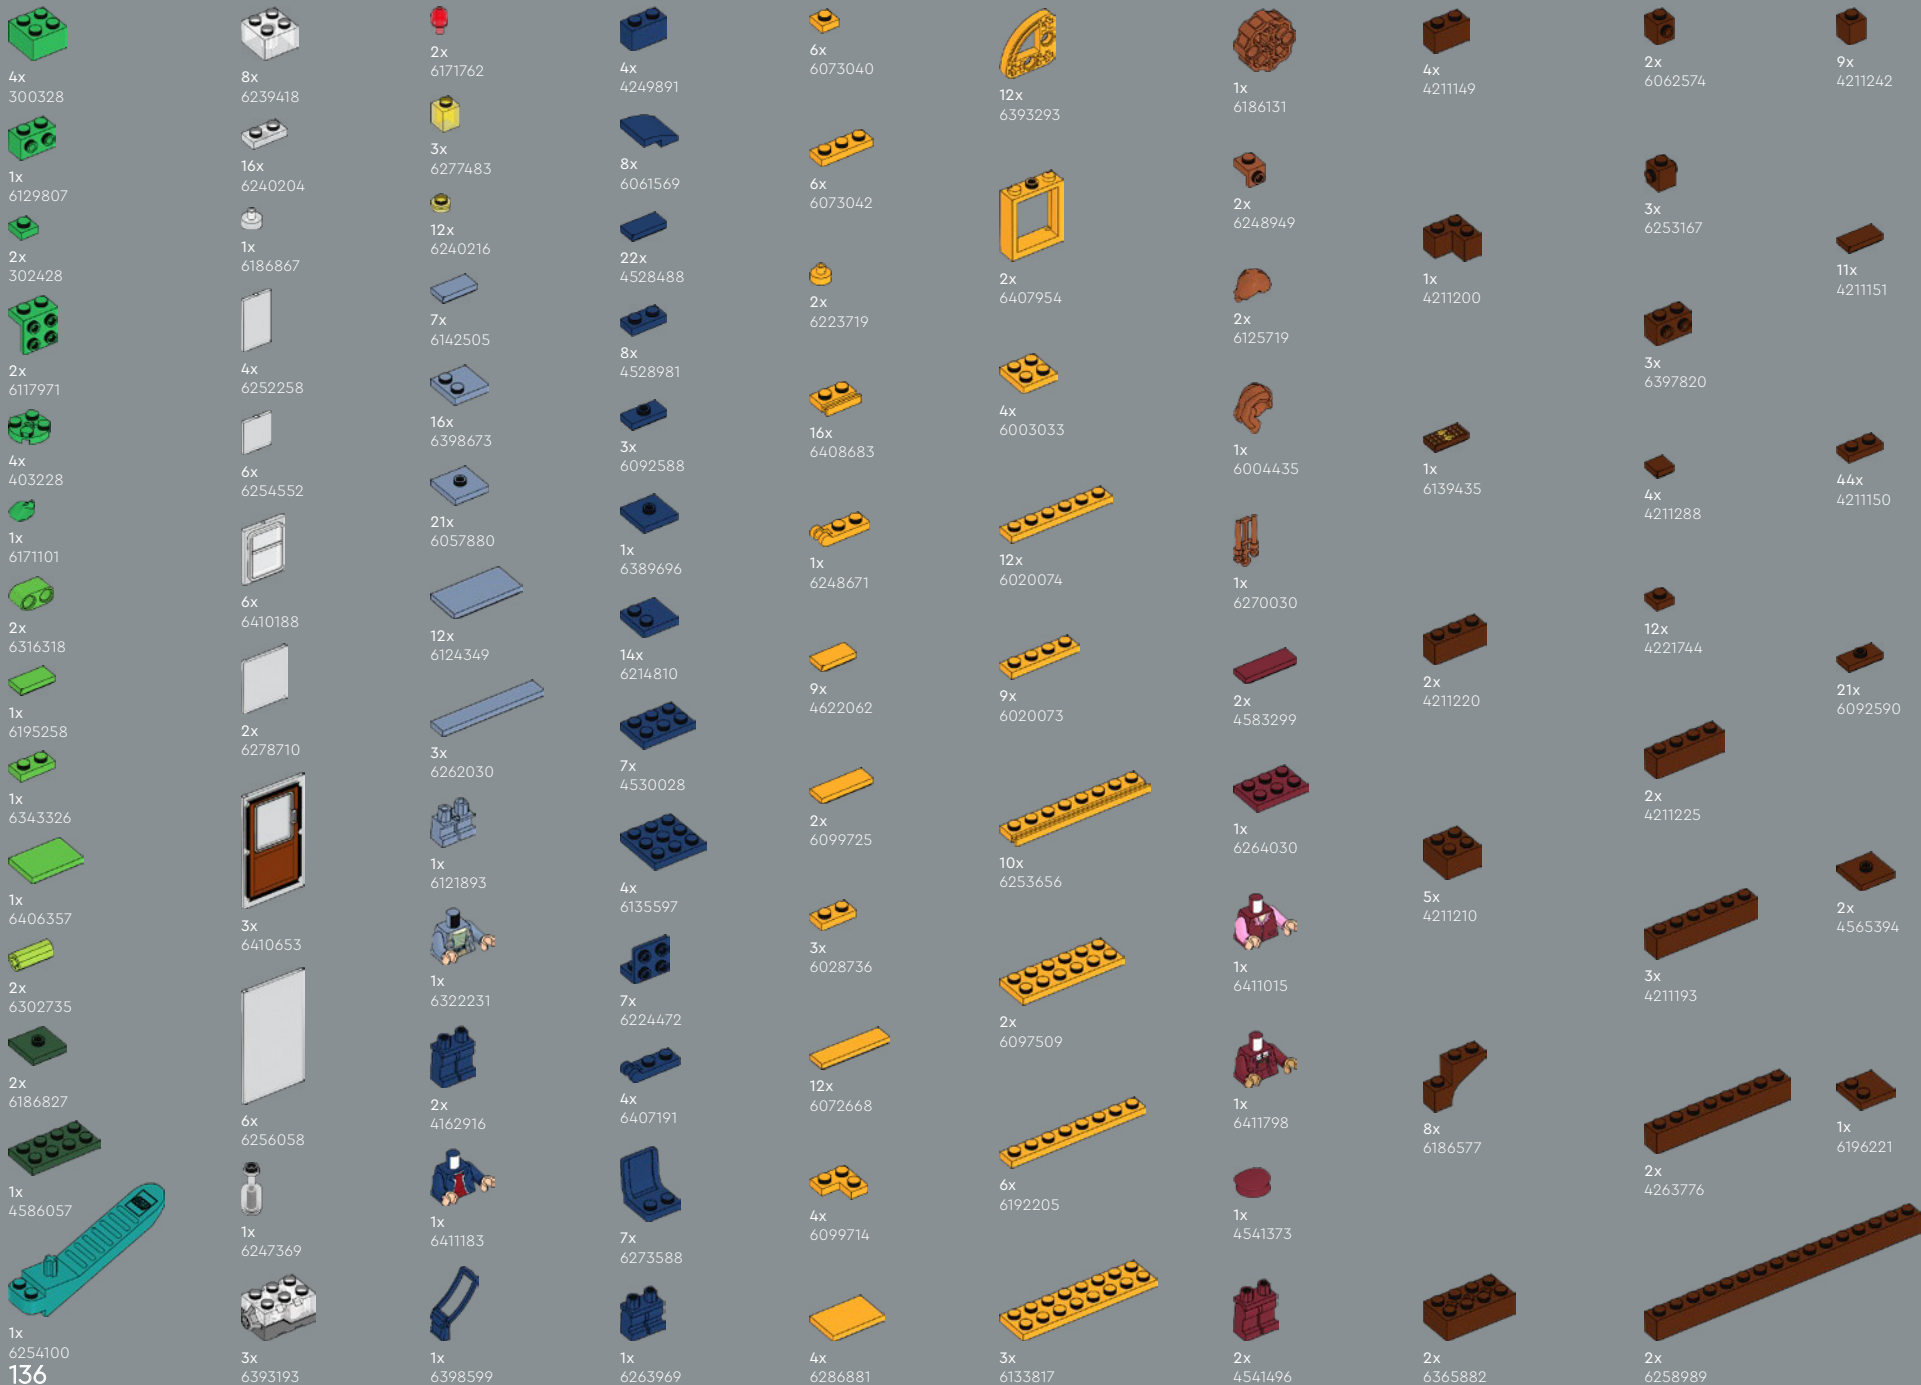 4x
300328
1x
6129807
2x
302428
2x
6117971
4x
403228
1x
6171101
2x
6316318
1x
6195258
1x
6343326
1x
6406357
2x
6302735
2x
6186827
1x
4586057
1x
6254100
136
8x
6239418
16x
6240204
1x
6186867
4x
6252258
6x
6254552
6x
6410188
2x
6278710
3x
6410653
6x
6256058
1x
6247369
3x
6393193
2x
6171762
3x
6277483
12x
6240216
7x
6142505
16x
6398673
21x
6057880
12x
6124349
3x
6262030
1x
6121893
1x
6322231
2x
4162916
1x
6411183
1x
6398599
4x
4249891
8x
6061569
22x
4528488
8x
4528981
3x
6092588
1x
6389696
14x
6214810
7x
4530028
4x
6135597
7x
6224472
4x
6407191
7x
6273588
1x
6263969
6x
6073040
6x
6073042
2x
6223719
16x
6408683
1x
6248671
9x
4622062
2x
6099725
3x
6028736
12x
6072668
4x
6099714
4x
6286881
12x
6393293
2x
6407954
4x
6003033
12x
6020074
9x
6020073
10x
6253656
2x
6097509
6x
6192205
3x
6133817
1x
6186131
2x
6248949
2x
6125719
1x
6004435
1x
6270030
2x
4583299
1x
6264030
1x
6411015
1x
6411798
1x
4541373
2x
4541496
4x
4211149
1x
4211200
1x
6139435
2x
4211220
5x
4211210
8x
6186577
2x
6365882
2x
6062574
3x
6253167
3x
6397820
4x
4211288
12x
4221744
2x
4211225
3x
4211193
2x
4263776
2x
6258989
9x
4211242
11x
4211151
44x
4211150
21x
6092590
2x
4565394
1x
6196221